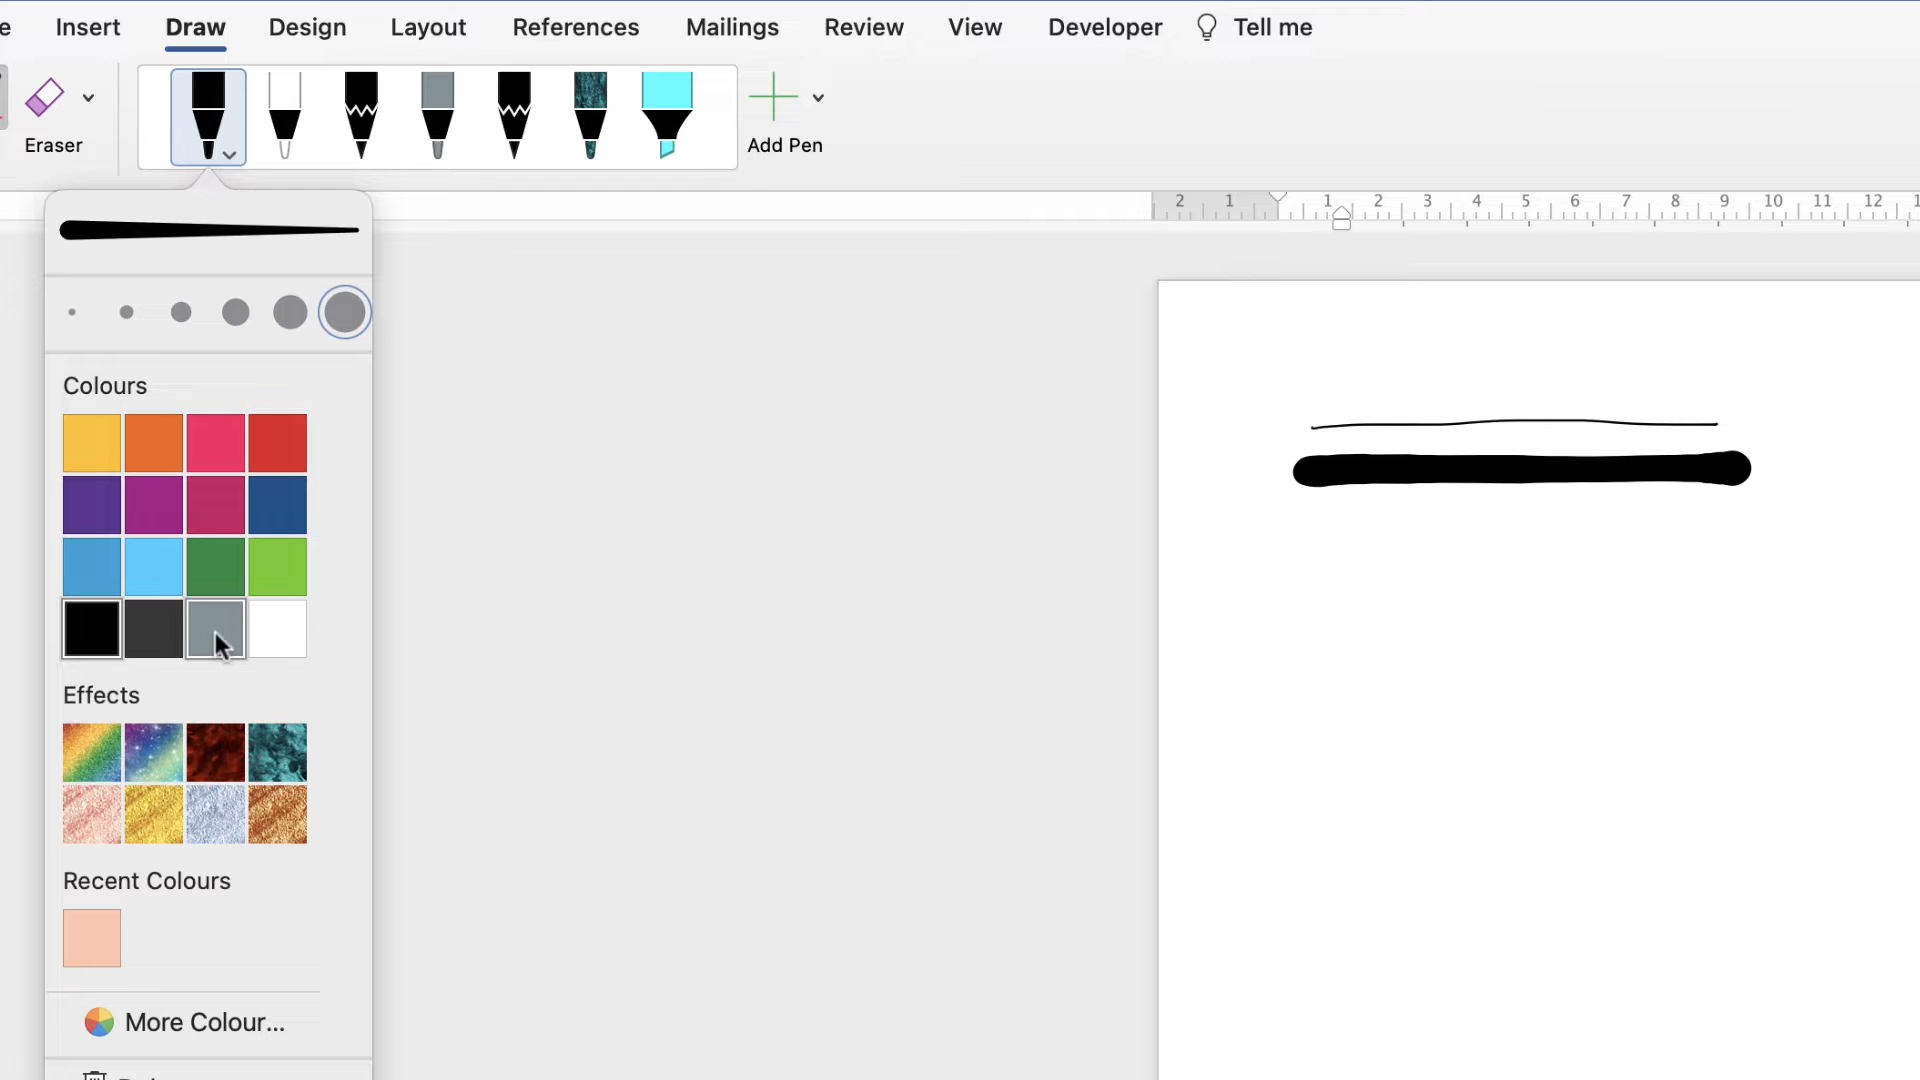 Insert Draw Design Layout References Mailings Review View Developer Tell me
Eraser Add Pen
2 1 1 2 3 4 5 6 7 8 9 10 11 12
Colours
Effects
Recent Colours
More Colour...